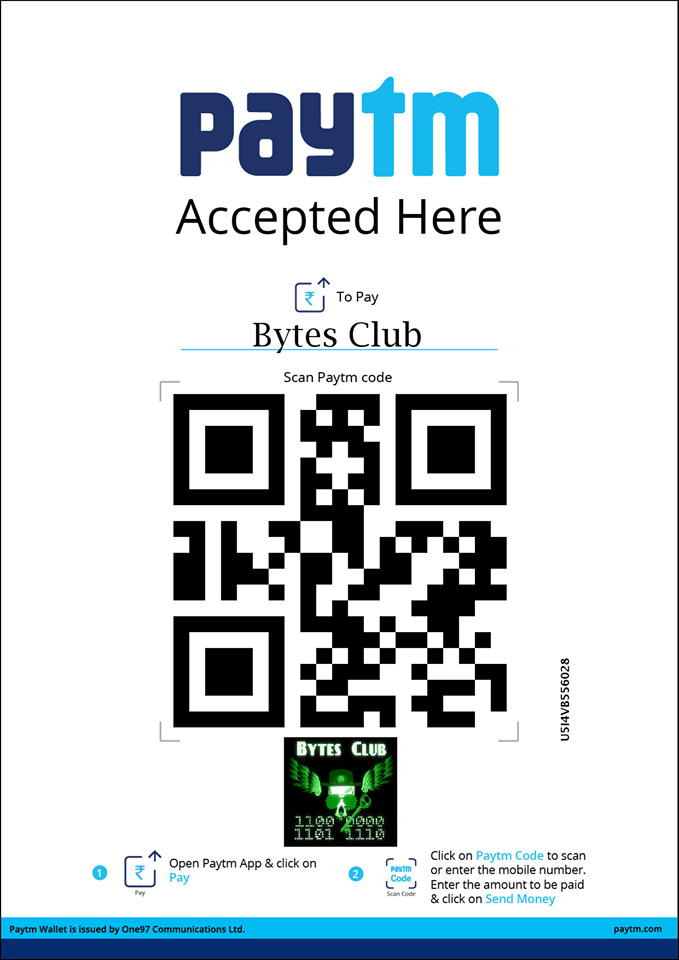 paytm
Accepted Here
₹ To Pay
Bytes Club
Scan Paytm code
U5I4VB556028
BYTES CLUB
1100 0000
1101 1110
1
₹
Pay
Open Paytm App & click on
Pay
2
paytm
Code
Scan Code
Click on Paytm Code to scan
or enter the mobile number.
Enter the amount to be paid
& click on Send Money
Paytm Wallet is issued by One97 Communications Ltd.
paytm.com